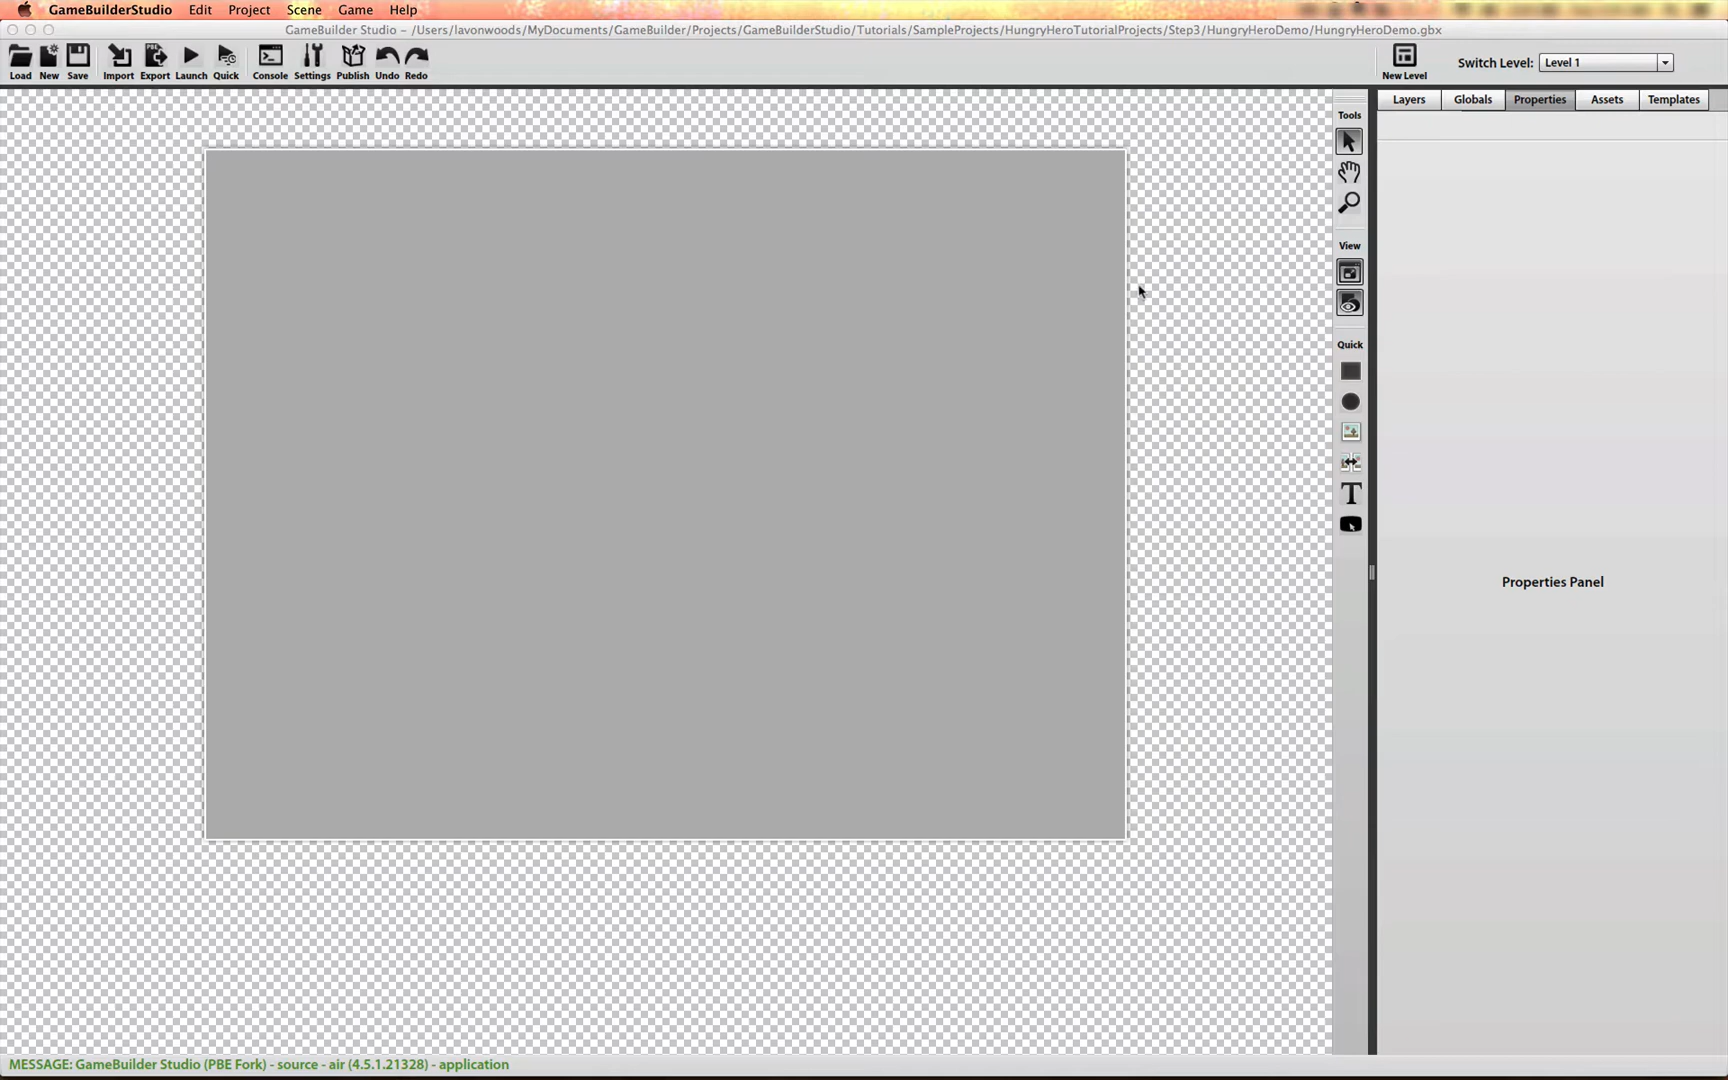 GameBuilderStudio Edit Project Scene Game Help
GameBuilder Studio – /Users/lavonwoods/MyDocuments/GameBuilder/Projects/GameBuilderStudio/Tutorials/SampleProjects/HungryHeroTutorialProjects/Step3/HungryHeroDemo/HungryHeroDemo.gbx
Load New Save Import Export Launch Quick Console Settings Publish Undo Redo New Level
Switch Level: Level 1
Layers Globals Properties Assets Templates
Tools
View
Quick
T
Properties Panel
MESSAGE: GameBuilder Studio (PBE Fork) - source - air (4.5.1.21328) - application